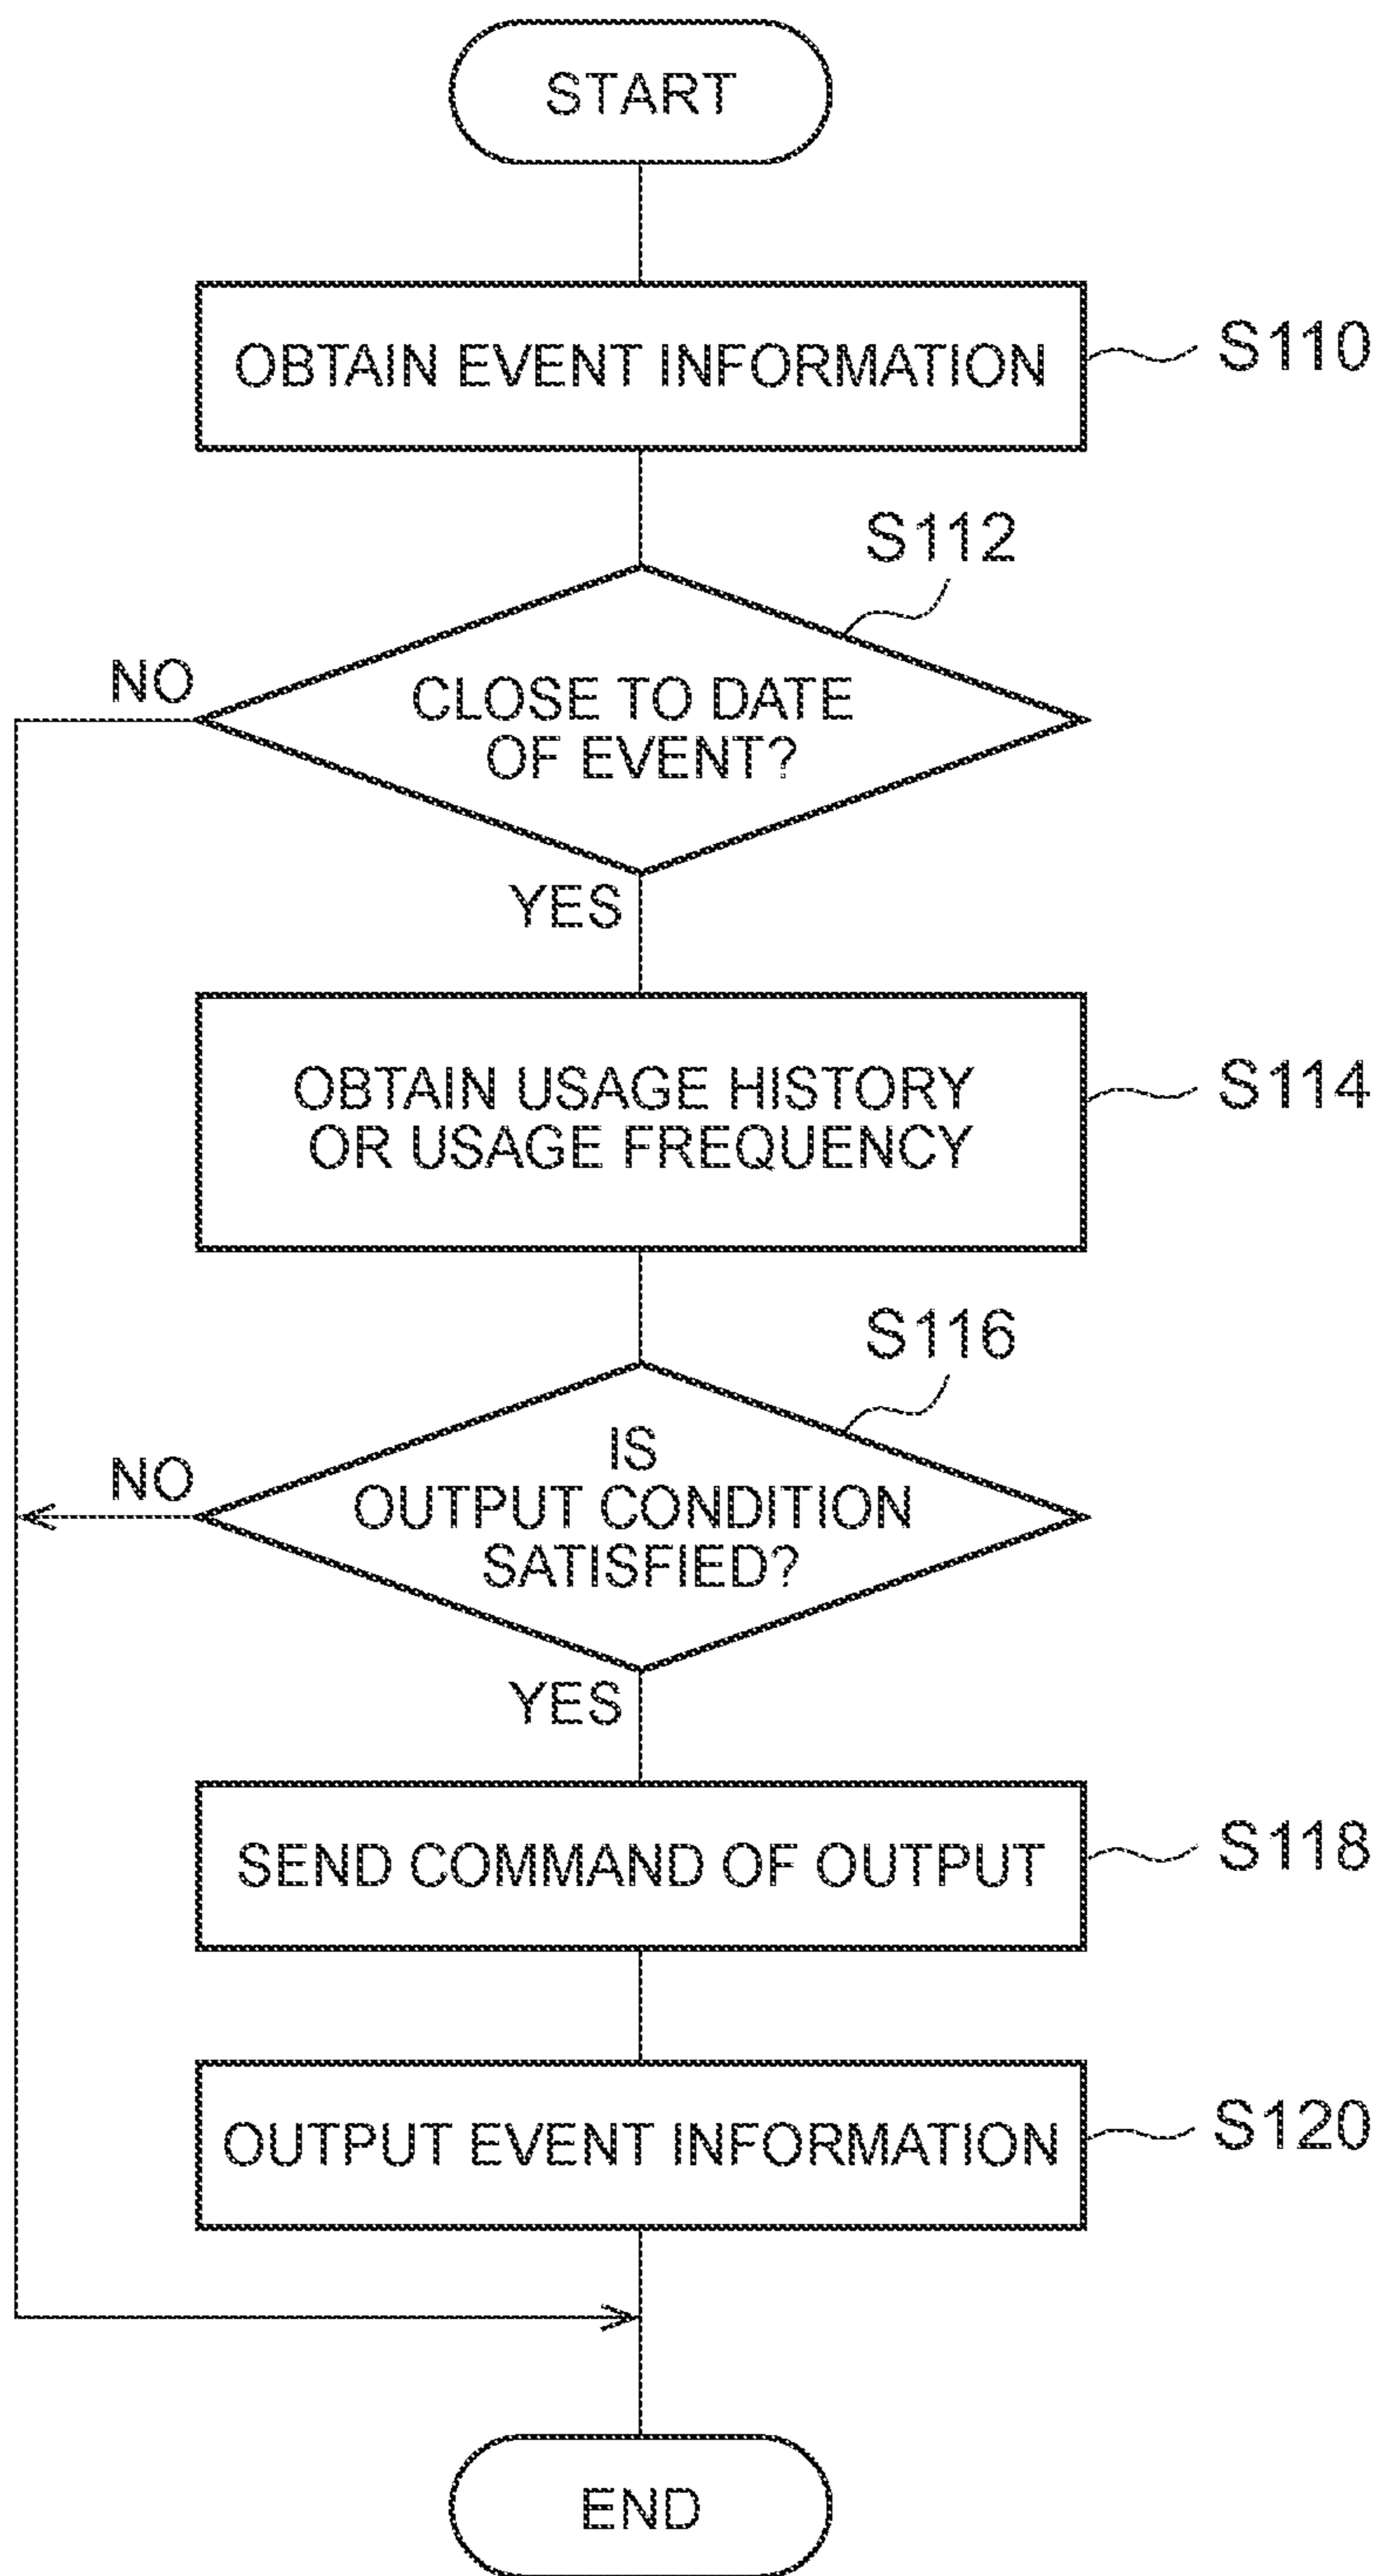 START
OBTAIN EVENT INFORMATION
S110
S112
NO
CLOSE TO DATE
OF EVENT?
YES
OBTAIN USAGE HISTORY
OR USAGE FREQUENCY
S114
S116
NO
IS
OUTPUT CONDITION
SATISFIED?
YES
SEND COMMAND OF OUTPUT
S118
OUTPUT EVENT INFORMATION
S120
END